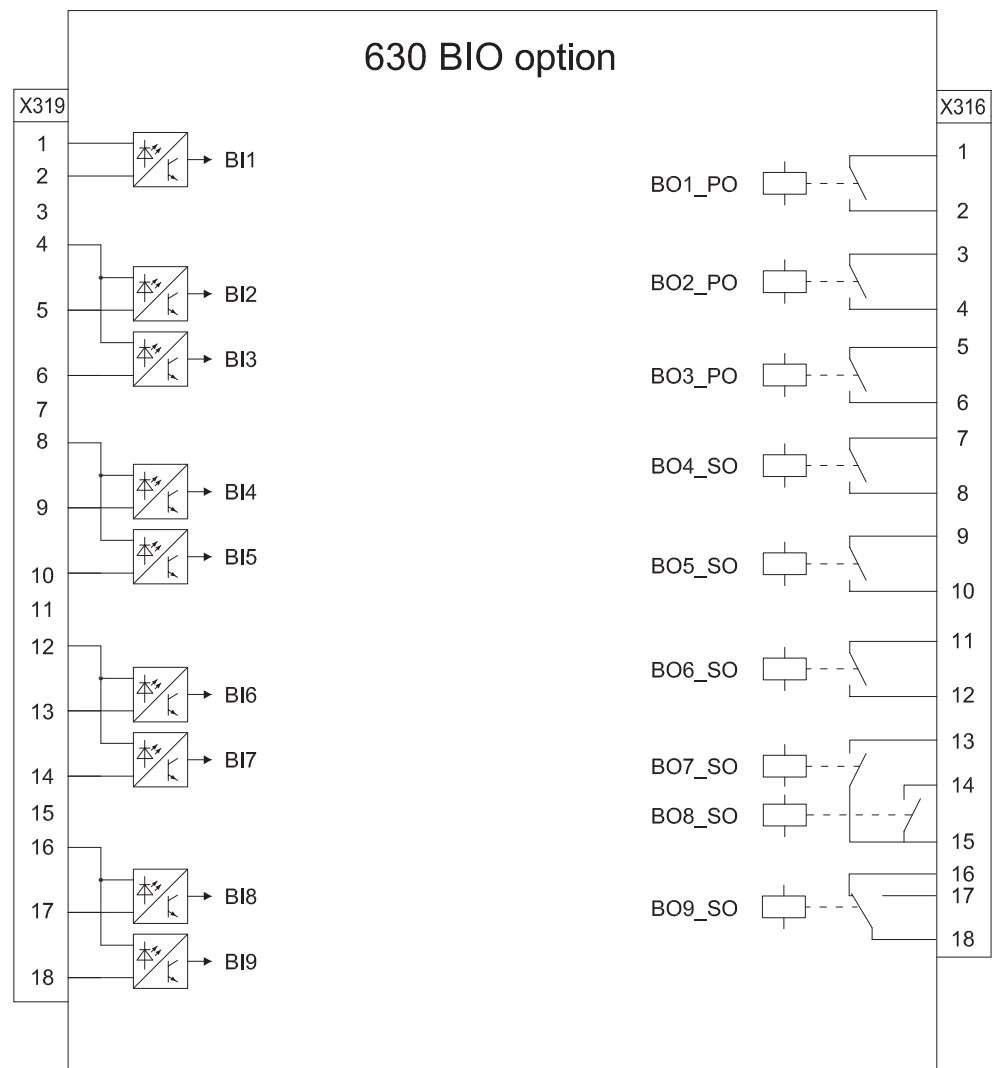 630 BIO option
X319
1
2
3
4
5
6
7
8
9
10
11
12
13
14
15
16
17
18
BI1
BI2
BI3
BI4
BI5
BI6
BI7
BI8
BI9
BO1_PO
BO2_PO
BO3_PO
BO4_SO
BO5_SO
BO6_SO
BO7_SO
BO8_SO
BO9_SO
X316
1
2
3
4
5
6
7
8
9
10
11
12
13
14
15
16
17
18